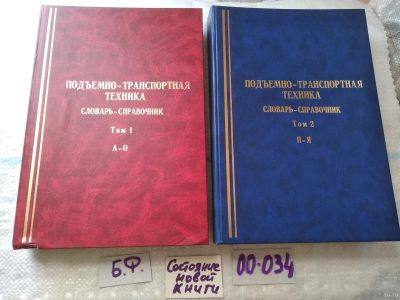 ПОДЪЕМНО-ТРАНСПОРТНАЯ
ТЕХНИКА
СЛОВАРЬ-СПРАВОЧНИК
Том 1
А-О
ПОДЪЕМНО-ТРАНСПОРТНАЯ
ТЕХНИКА
СЛОВАРЬ-СПРАВОЧНИК
Том 2
П-Я
Б.Ф.
Состояние
новой
книги
00-034